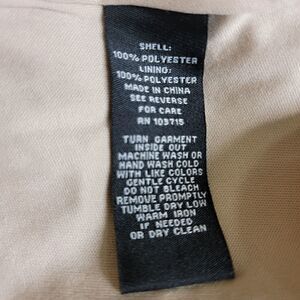 SHELL:
100% POLYESTER
LINING:
100% POLYESTER
MADE IN CHINA
SEE REVERSE
FOR CARE
RN 103715
TURN GARMENT
INSIDE OUT
MACHINE WASH OR
HAND WASH COLD
WITH LIKE COLORS
GENTLE CYCLE
DO NOT BLEACH
REMOVE PROMPTLY
TUMBLE DRY LOW
WARM IRON
IF NEEDED
OR DRY CLEAN